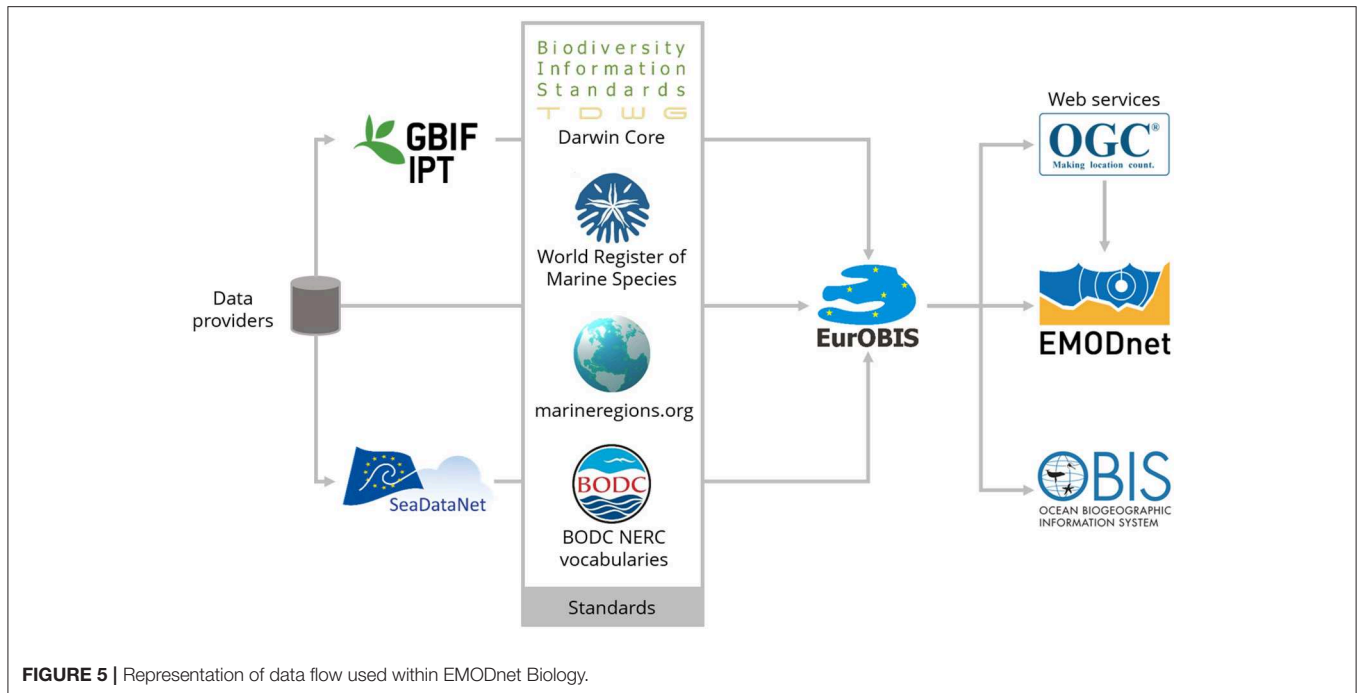 Data
providers
GBIF
IPT
SeaDataNet
Biodiversity
Information
Standards
TDWG
Darwin Core
World Register of
Marine Species
marineregions.org
BODC
BODC NERC
vocabularies
Standards
EurOBIS
Web services
OGC®
Making location count.
EMODnet
OBIS
OCEAN BIOGEOGRAPHIC
INFORMATION SYSTEM
FIGURE 5 | Representation of data flow used within EMODnet Biology.